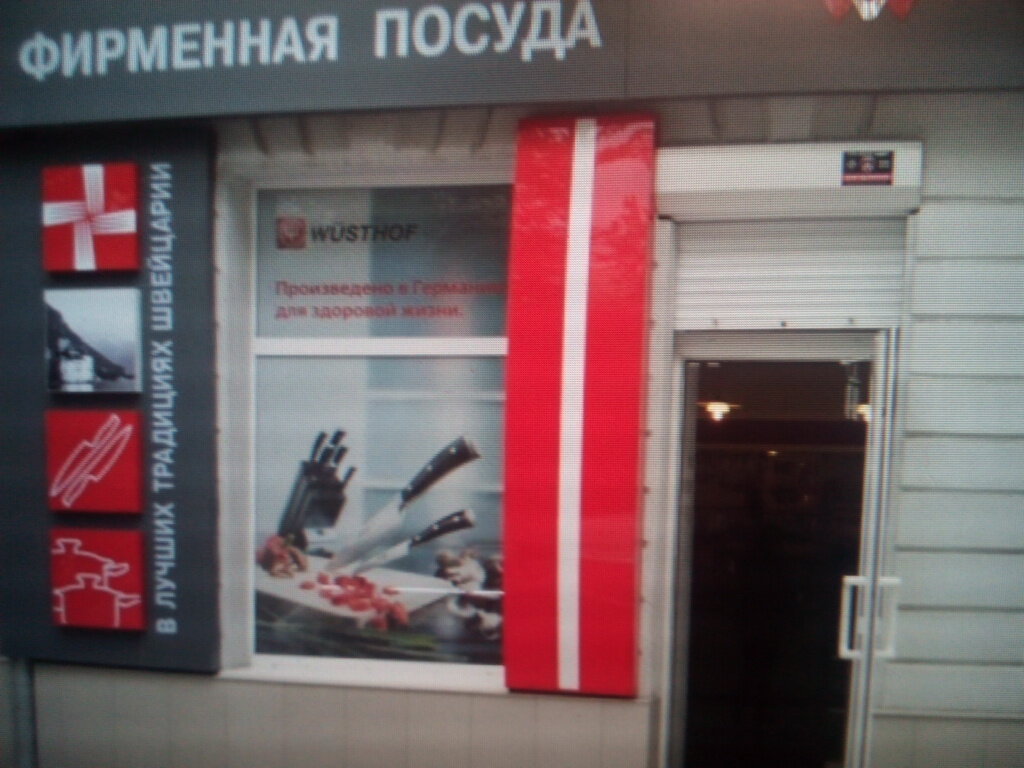 ФИРМЕННАЯ ПОСУДА
В ЛУЧШИХ ТРАДИЦИЯХ ШВЕЙЦАРИИ
WÜSTHOF
Произведено в Германии
для здоровой жизни.